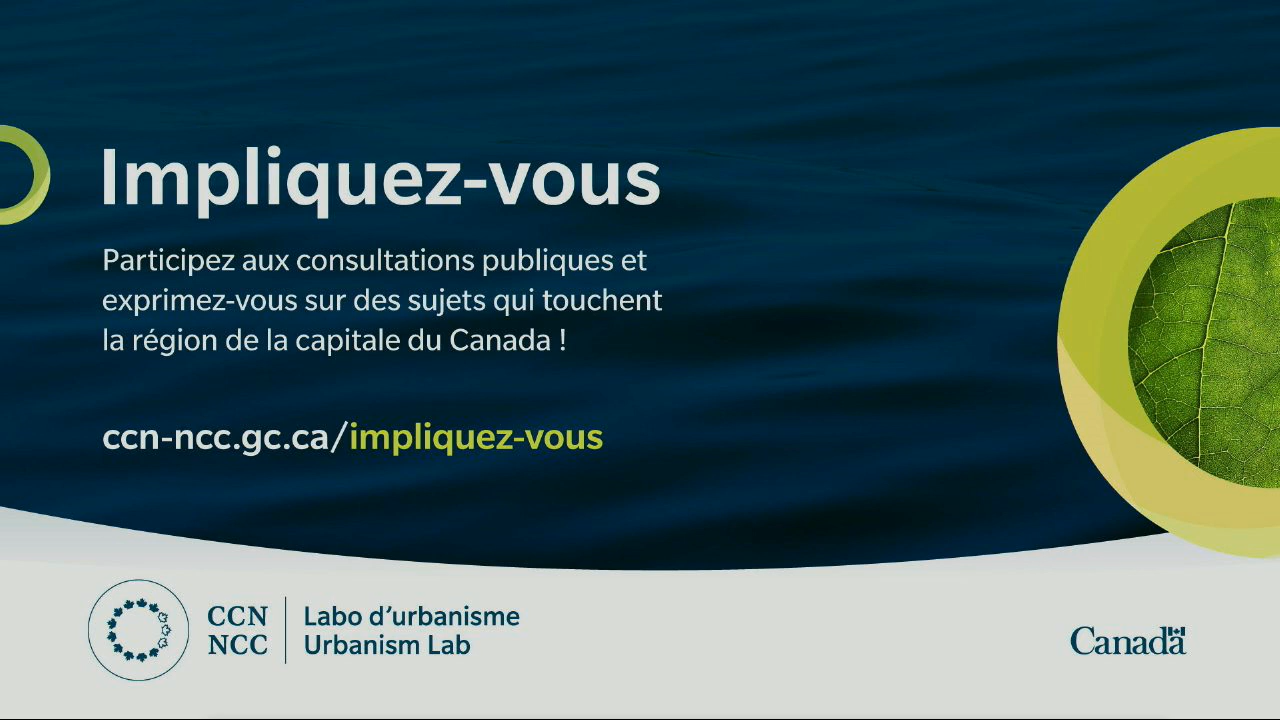 Impliquez-vous
Participez aux consultations publiques et
exprimez-vous sur des sujets qui touchent
la région de la capitale du Canada !
ccn-ncc.gc.ca/impliquez-vous
CCN
NCC
Labo d’urbanisme
Urbanism Lab
Canada